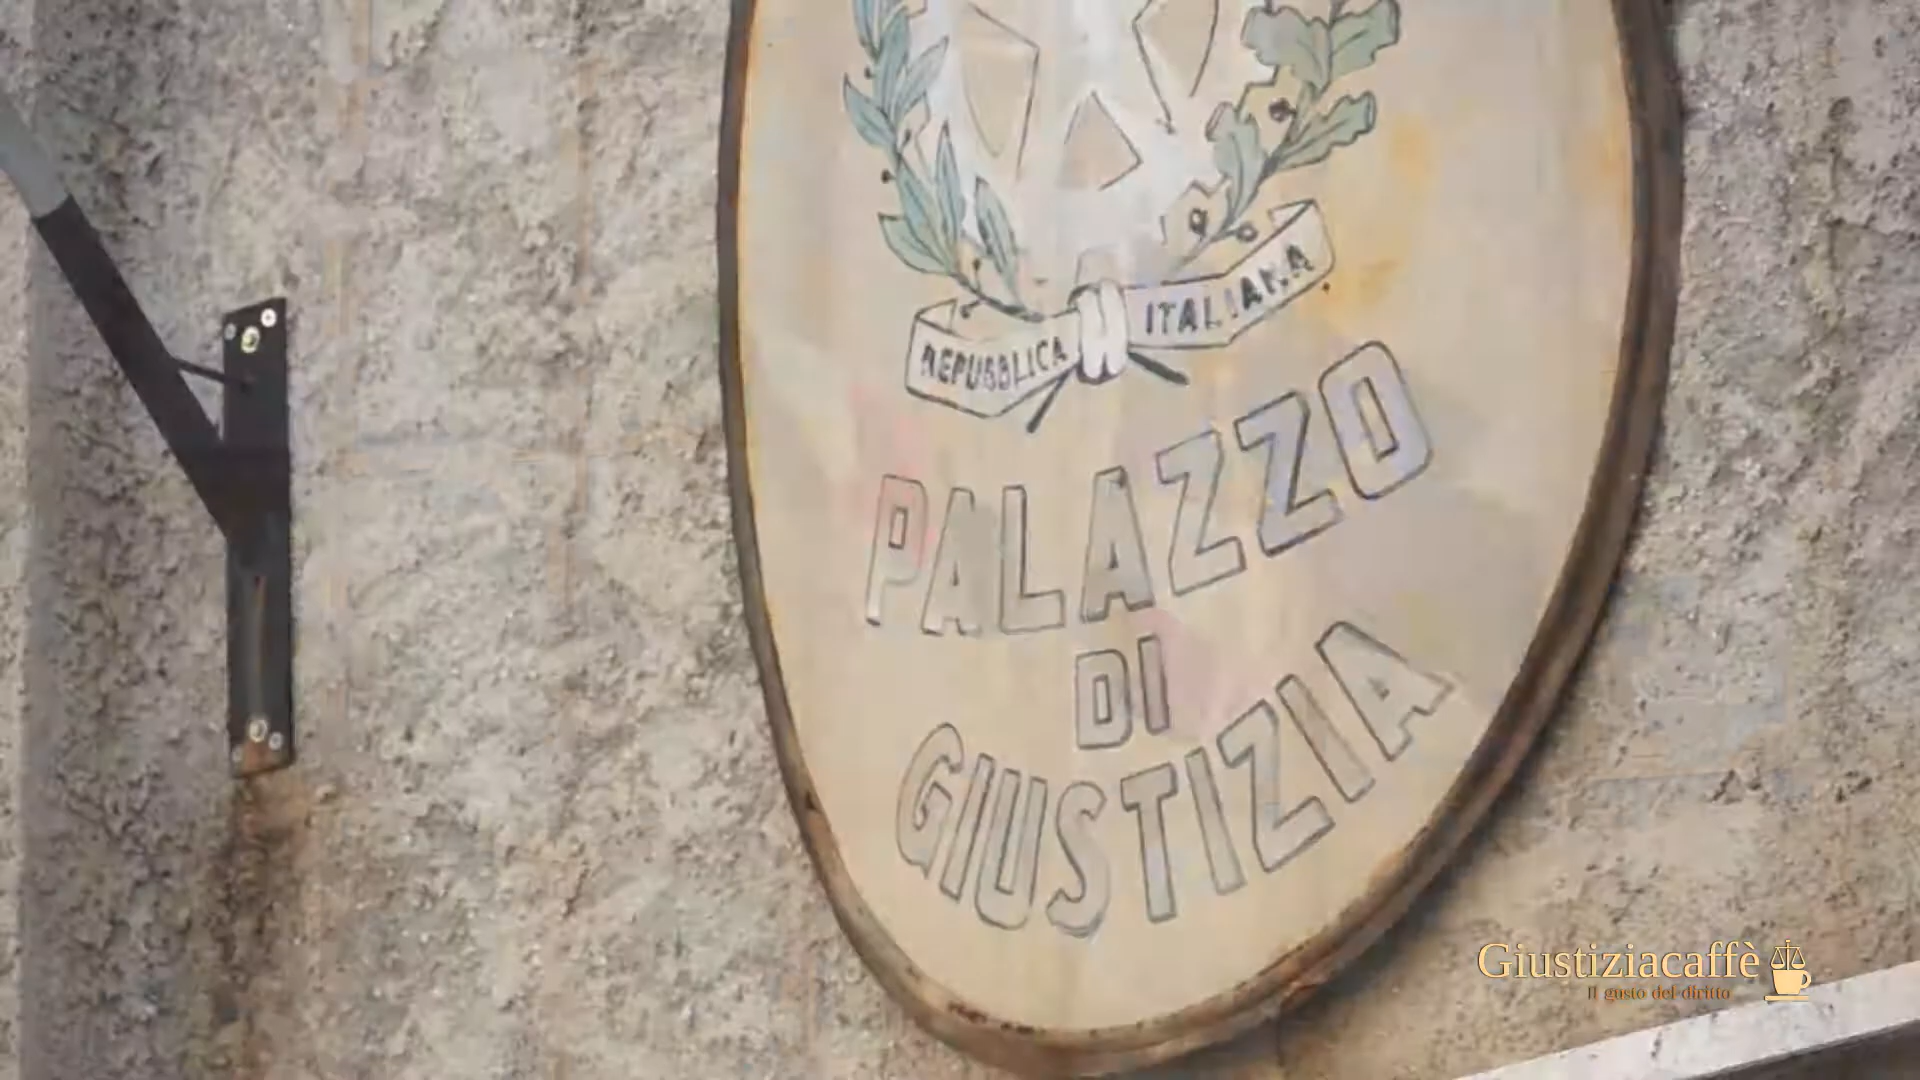 REPUBBLICA ITALIANA
PALAZZO
DI
GIUSTIZIA
Giustiziacaffè
Il gusto del diritto